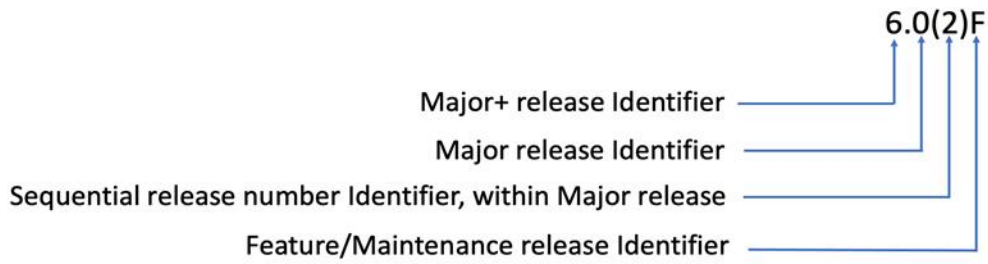 6.0(2)F
Major+ release Identifier
Major release Identifier
Sequential release number Identifier, within Major release
Feature/Maintenance release Identifier